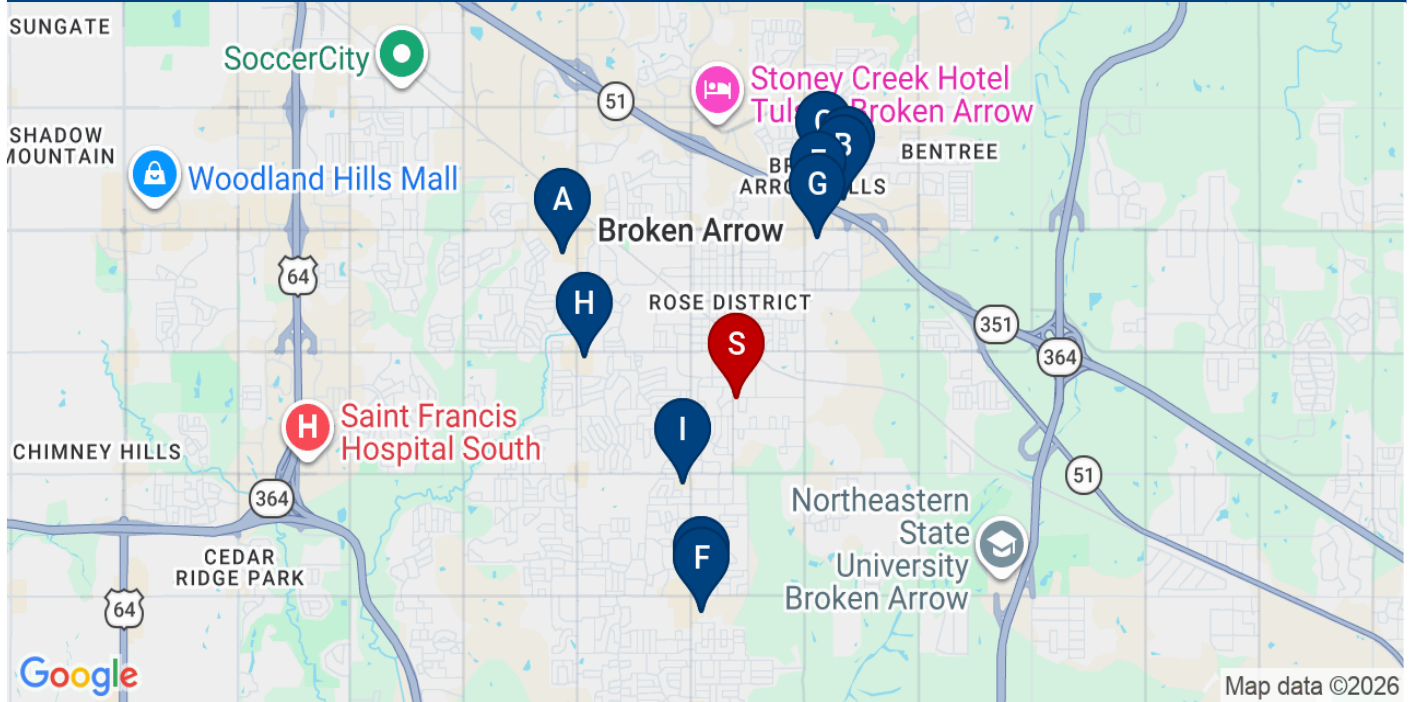 SUNGATE
SoccerCity
51
Stoney Creek Hotel
Broken Arrow
SHADOW
MOUNTAIN
Woodland Hills Mall
B
BENTREE
A
G
Broken Arrow
64
H
ROSE DISTRICT
S
351
364
H
Saint Francis
Hospital South
I
CHIMNEY HILLS
364
51
Northeastern
State
University
Broken Arrow
F
CEDAR
RIDGE PARK
64
Google
Map data ©2026